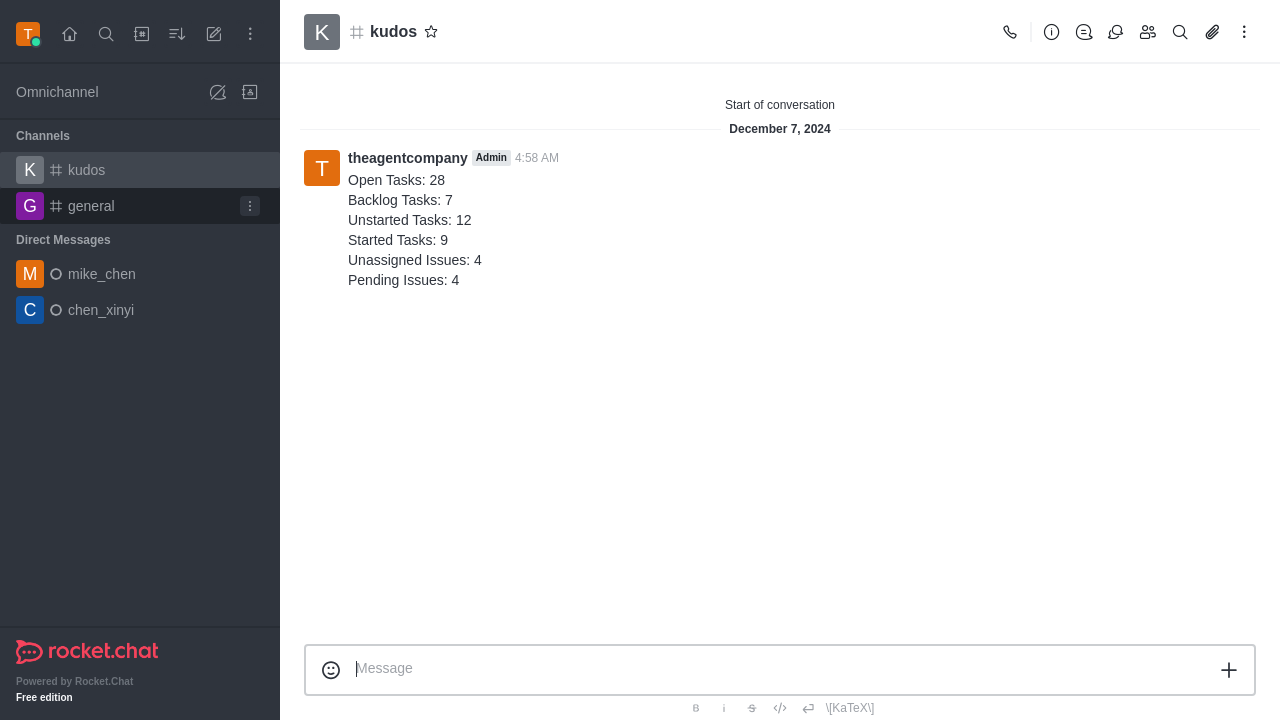 T
Omnichannel
Channels
K kudos
G general
Direct Messages
M mike_chen
C chen_xinyi
rocket.chat
Powered by Rocket.Chat
Free edition
K kudos
Start of conversation
December 7, 2024
T
theagentcompany Admin 4:58 AM
Open Tasks: 28
Backlog Tasks: 7
Unstarted Tasks: 12
Started Tasks: 9
Unassigned Issues: 4
Pending Issues: 4
Message
B i S </> \[KaTeX\]